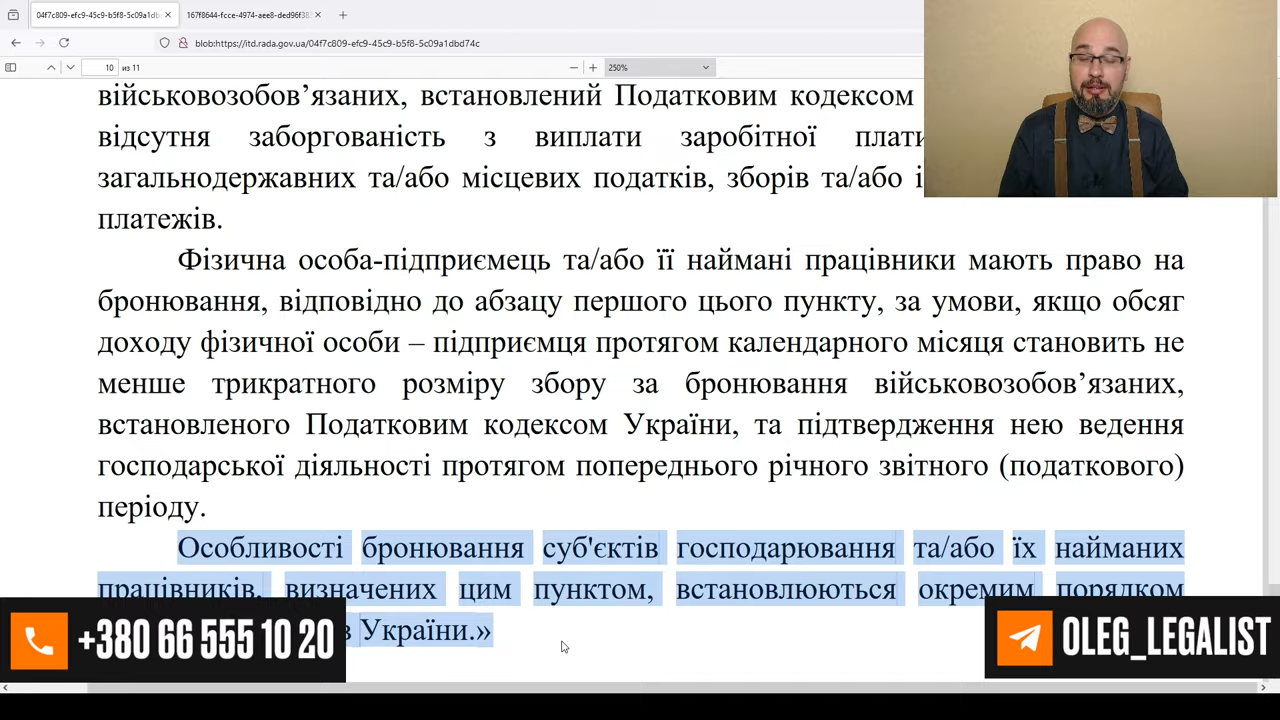 04f7c809-efc9-45c9-b5f8-5c09a1db
167f8644-fcce-4974-aee8-ded96f383
blob:https://itd.rada.gov.ua/04f7c809-efc9-45c9-b5f8-5c09a1dbd74c
10 из 11
250%
військовозобов’язаних, встановлений Податковим кодексом
відсутня заборгованість з виплати заробітної плати
загальнодержавних та/або місцевих податків, зборів та/або
платежів.
Фізична особа-підприємець та/або її наймані працівники мають право на
бронювання, відповідно до абзацу першого цього пункту, за умови, якщо обсяг
доходу фізичної особи – підприємця протягом календарного місяця становить не
менше трикратного розміру збору за бронювання військовозобов’язаних,
встановленого Податковим кодексом України, та підтвердження нею ведення
господарської діяльності протягом попереднього річного звітного (податкового)
періоду.
Особливості бронювання суб'єктів господарювання та/або їх найманих
працівників, визначених цим пунктом, встановлюються окремим порядком
України.»
+380 66 555 10 20
OLEG_LEGALIST